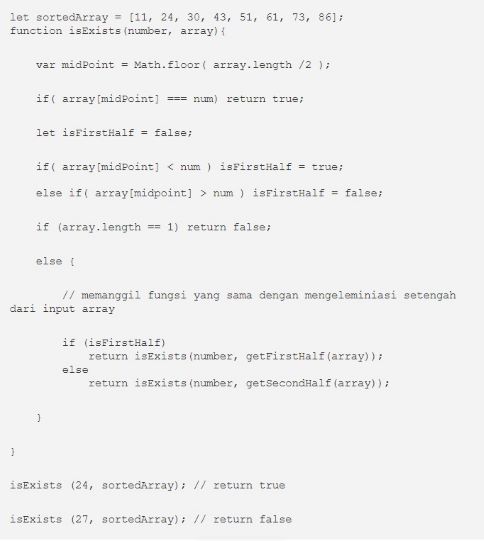 let sortedArray = [11, 24, 30, 43, 51, 61, 73, 86];
function isExists(number, array){
var midPoint = Math.floor( array.length /2 );
if( array[midPoint] === num) return true;
let isFirstHalf = false;
if( array[midPoint] < num ) isFirstHalf = true;
else if( array[midpoint] > num ) isFirstHalf = false;
if (array.length == 1) return false;
else {
// memanggil fungsi yang sama dengan mengeleminiasi setengah
dari input array
if (isFirstHalf)
return isExists(number, getFirstHalf(array));
else
return isExists(number, getSecondHalf(array));
}
}
isExists (24, sortedArray); // return true
isExists (27, sortedArray); // return false